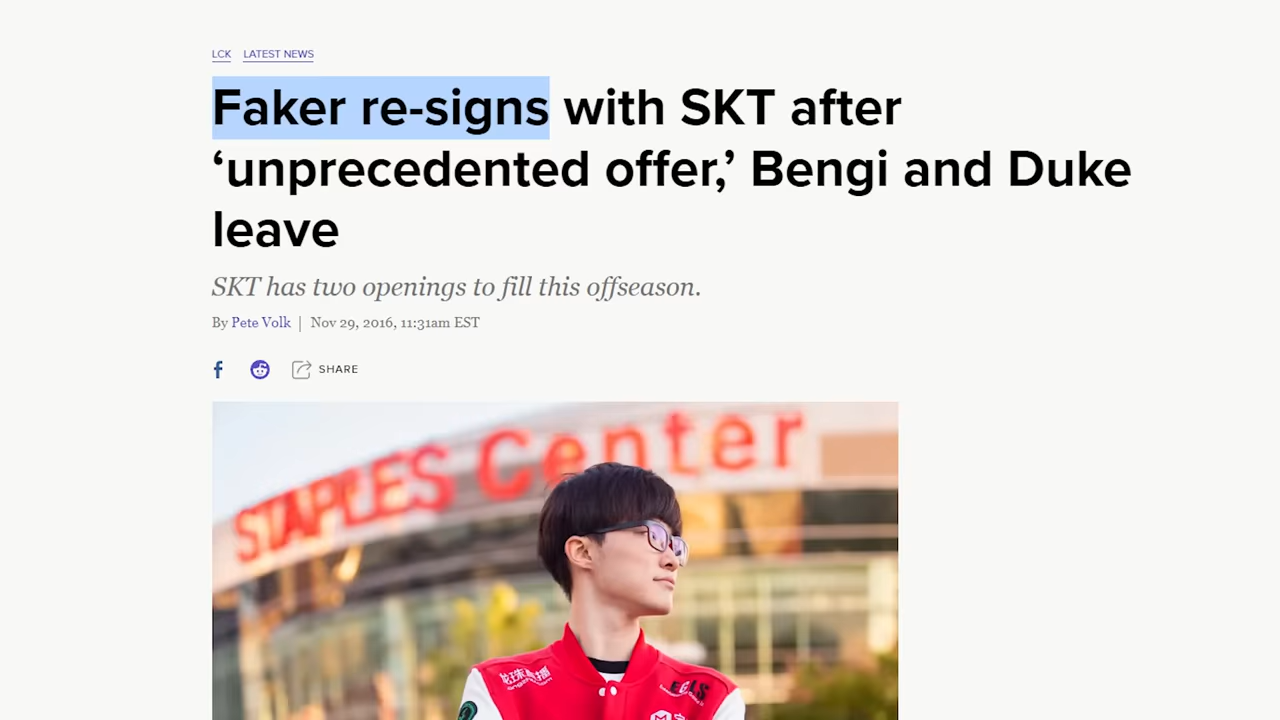 LCK LATEST NEWS
Faker re-signs with SKT after
‘unprecedented offer,’ Bengi and Duke
leave
SKT has two openings to fill this offseason.
By Pete Volk | Nov 29, 2016, 11:31am EST
SHARE
STAPLES Center